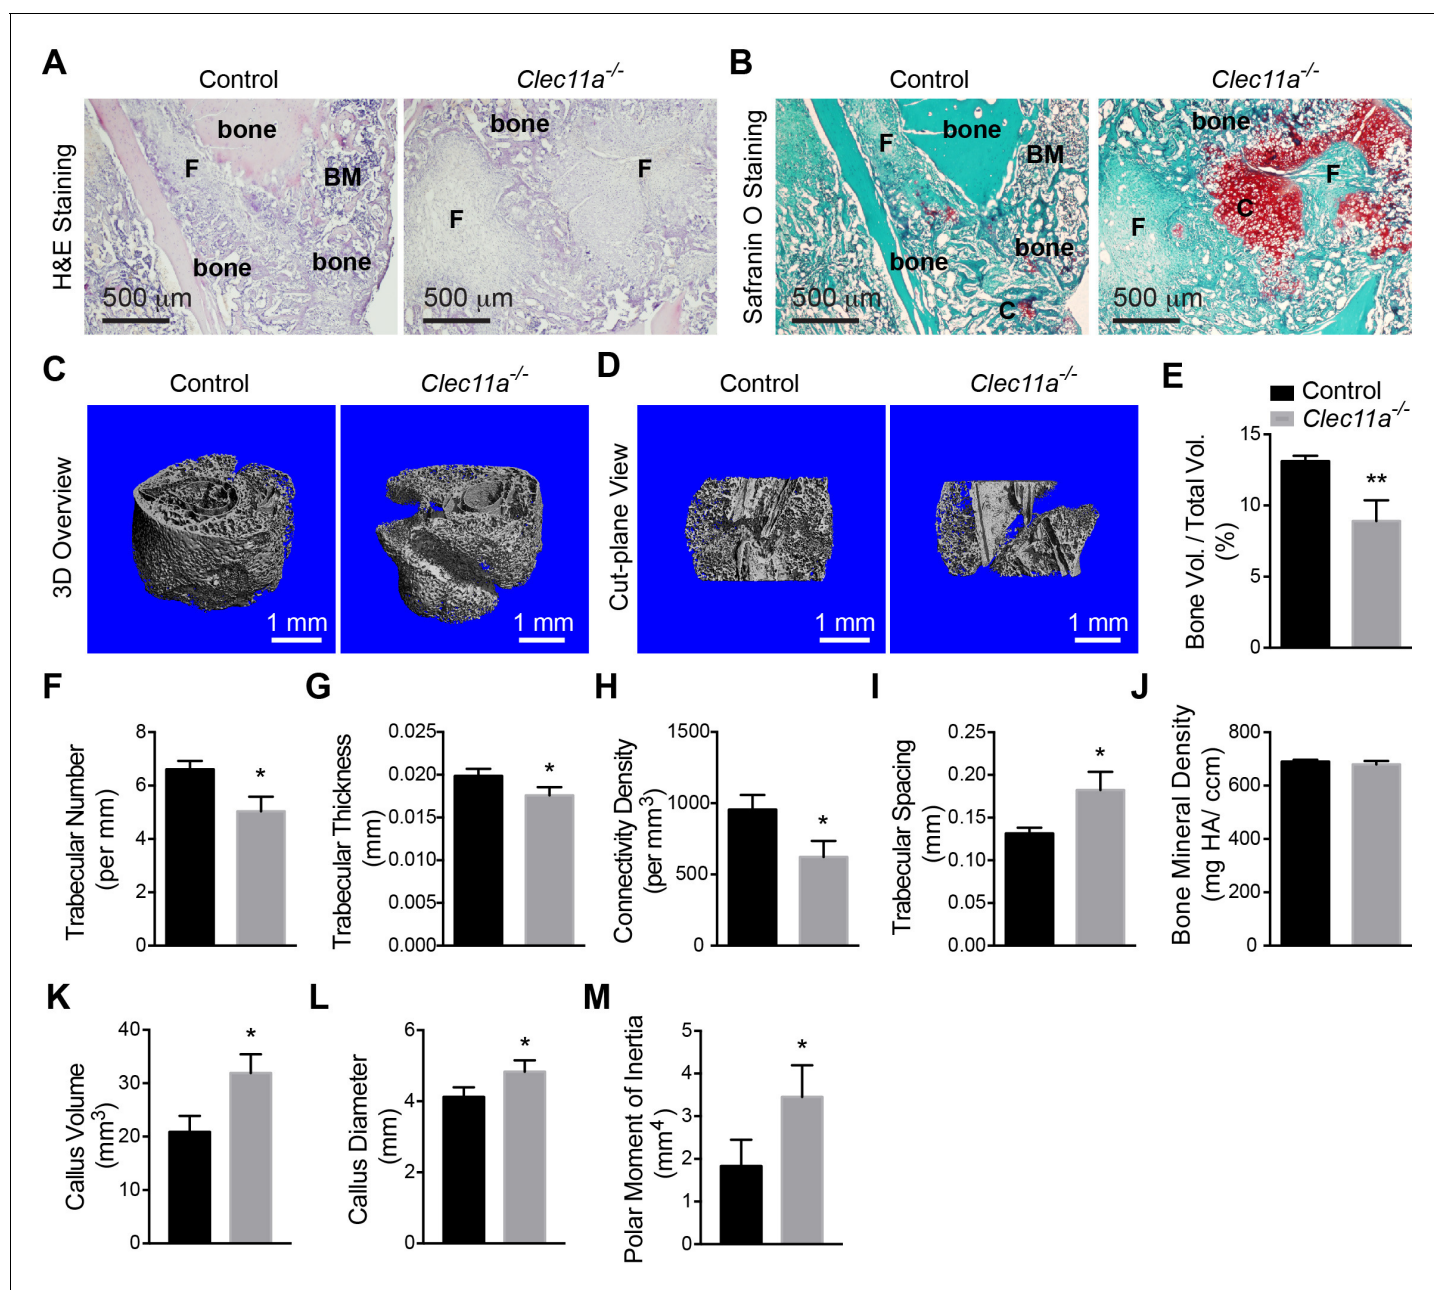 A
Control
Clec11a-/-
H&E Staining
bone
F
BM
bone
bone
500 µm
bone
F
F
500 µm
B
Control
Clec11a-/-
Safranin O Staining
bone
F
BM
bone
bone
C
500 µm
bone
F
C
F
500 µm
C
Control
Clec11a-/-
3D Overview
1 mm
1 mm
D
Control
Clec11a-/-
Cut-plane View
1 mm
1 mm
E
Control
Clec11a-/-
Bone Vol. / Total Vol.
(%)
15
10
5
0
**
F
Trabecular Number
(per mm)
8
6
4
2
0
*
G
Trabecular Thickness
(mm)
0.025
0.020
0.015
0.010
0.005
0.000
*
H
Connectivity Density
(per mm3)
1500
1000
500
0
*
I
Trabecular Spacing
(mm)
0.25
0.20
0.15
0.10
0.05
0.00
*
J
Bone Mineral Density
(mg HA/ ccm)
800
600
400
200
0
K
Callus Volume
(mm3)
40
30
20
10
0
*
L
Callus Diameter
(mm)
6
4
2
0
*
M
Polar Moment of Inertia
(mm4)
5
4
3
2
1
0
*